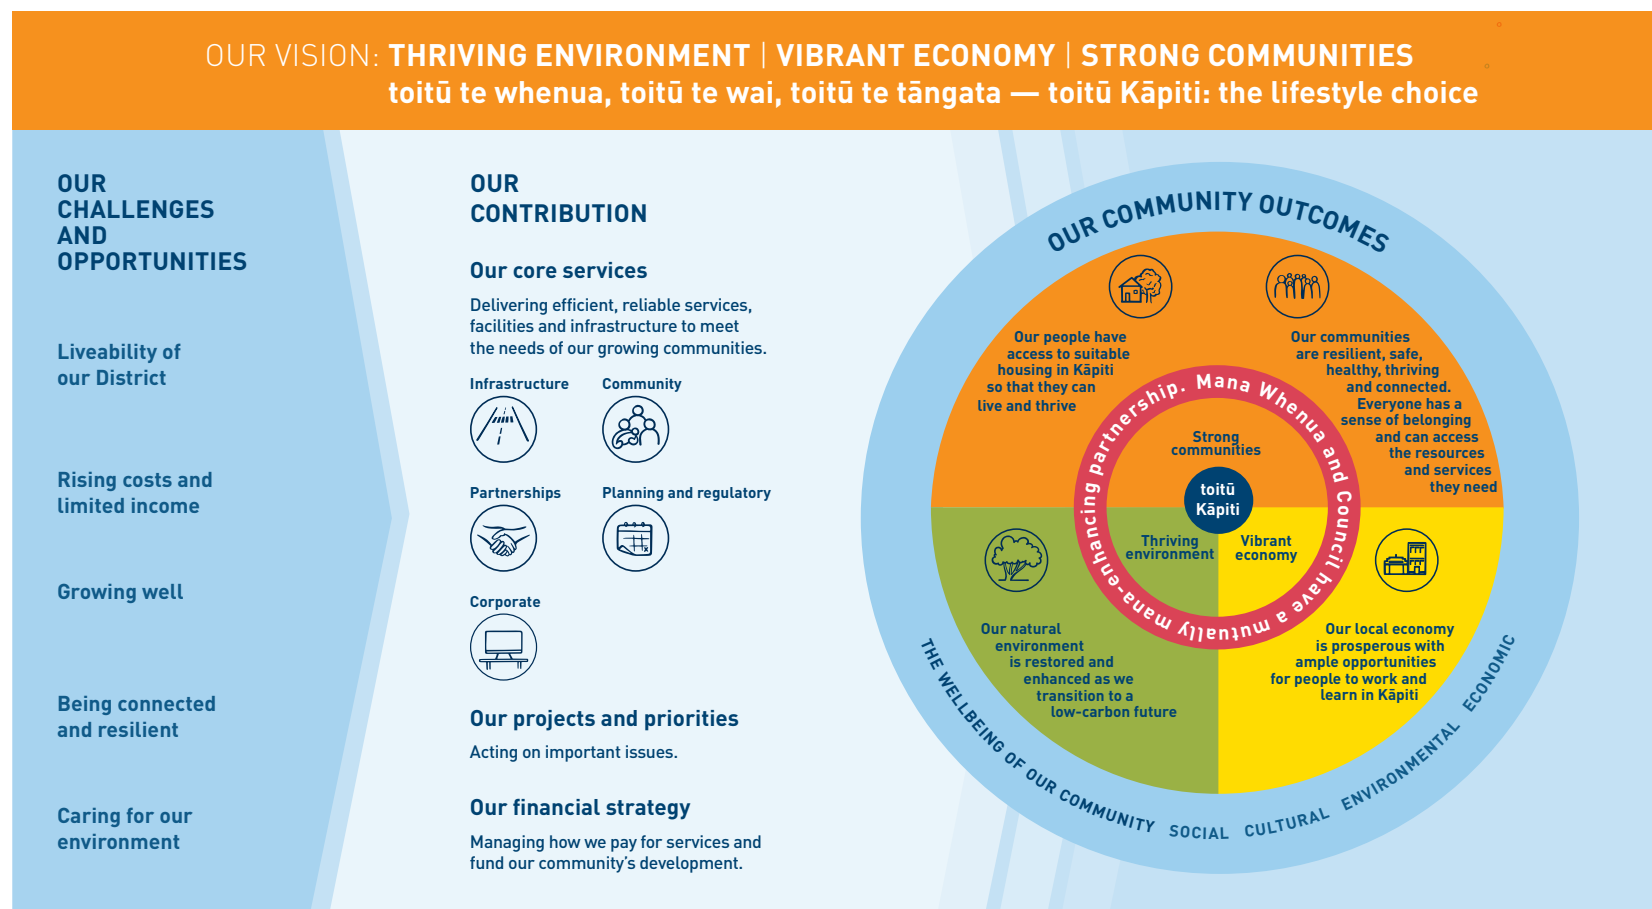 OUR VISION: THRIVING ENVIRONMENT | VIBRANT ECONOMY | STRONG COMMUNITIES
toitū te whenua, toitū te wai, toitū te tāngata — toitū Kāpiti: the lifestyle choice
OUR
CHALLENGES
AND
OPPORTUNITIES
Liveability of
our District
Rising costs and
limited income
Growing well
Being connected
and resilient
Caring for our
environment
OUR
CONTRIBUTION
Our core services
Delivering efficient, reliable services,
facilities and infrastructure to meet
the needs of our growing communities.
Infrastructure
Community
Partnerships
Planning and regulatory
Corporate
Our projects and priorities
Acting on important issues.
Our financial strategy
Managing how we pay for services and
fund our community's development.
OUR COMMUNITY OUTCOMES
Our people have
access to suitable
housing in Kāpiti
so that they can
live and thrive
Our communities
are resilient, safe,
healthy, thriving
and connected.
Everyone has a
sense of belonging
and can access
the resources
and services
they need
Mana Whenua and Council have a mutually mana-enhancing partnership.
Strong
communities
toitū
Kāpiti
Thriving
environment
Vibrant
economy
Our natural
environment
is restored and
enhanced as we
transition to a
low-carbon future
Our local economy
is prosperous with
ample opportunities
for people to work and
learn in Kāpiti
THE WELLBEING OF OUR COMMUNITY SOCIAL CULTURAL ENVIRONMENTAL ECONOMIC